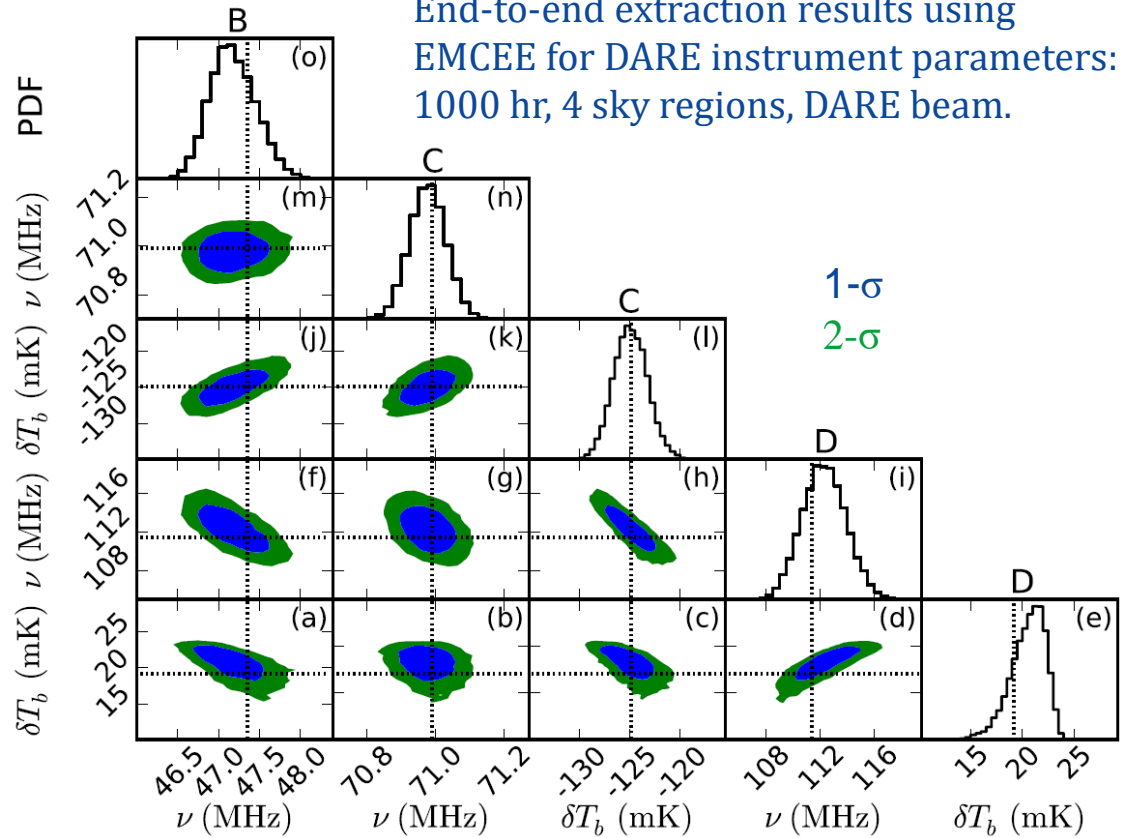 End-to-end extraction results using
EMCEE for DARE instrument parameters:
1000 hr, 4 sky regions, DARE beam.
B
(o)
PDF
C
71.2
71.0
70.8
ν (MHz)
(m)
(n)
1-σ
2-σ
C
-120
-125
-130
δT_b (mK)
(j)
(k)
(l)
D
116
112
108
ν (MHz)
(f)
(g)
(h)
(i)
D
25
20
15
δT_b (mK)
(a)
(b)
(c)
(d)
(e)
46.5 47.0 47.5 48.0
70.8 71.0 71.2
-130 -125 -120
108 112 116
15 20 25
ν (MHz)
ν (MHz)
δT_b (mK)
ν (MHz)
δT_b (mK)